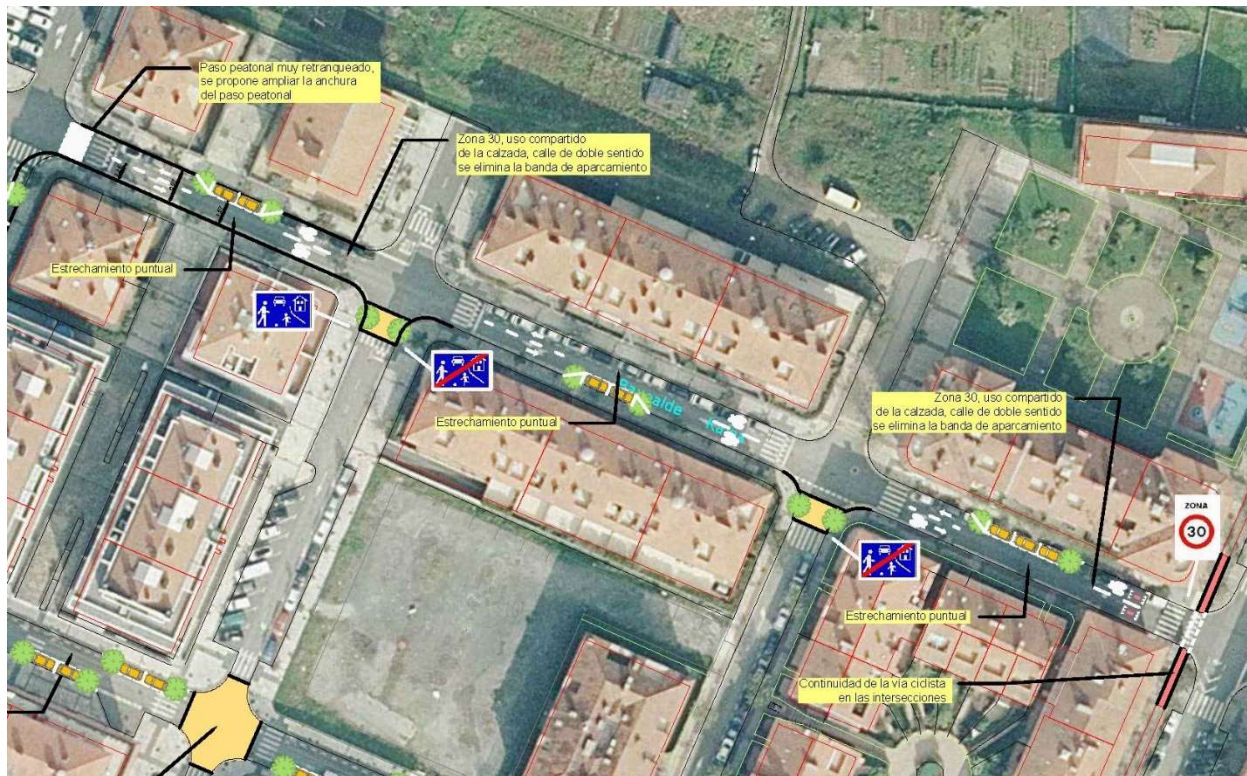 Paso peatonal muy retranqueado,
se propone ampliar la anchura
del paso peatonal
Zona 30, uso compartido
de la calzada, calle de doble sentido
se elimina la banda de aparcamiento
Estrechamiento puntual
Estrechamiento puntual
Zona 30, uso compartido
de la calzada, calle de doble sentido
se elimina la banda de aparcamiento
ZONA
30
Estrechamiento puntual
Continuidad de la vía ciclista
en las intersecciones